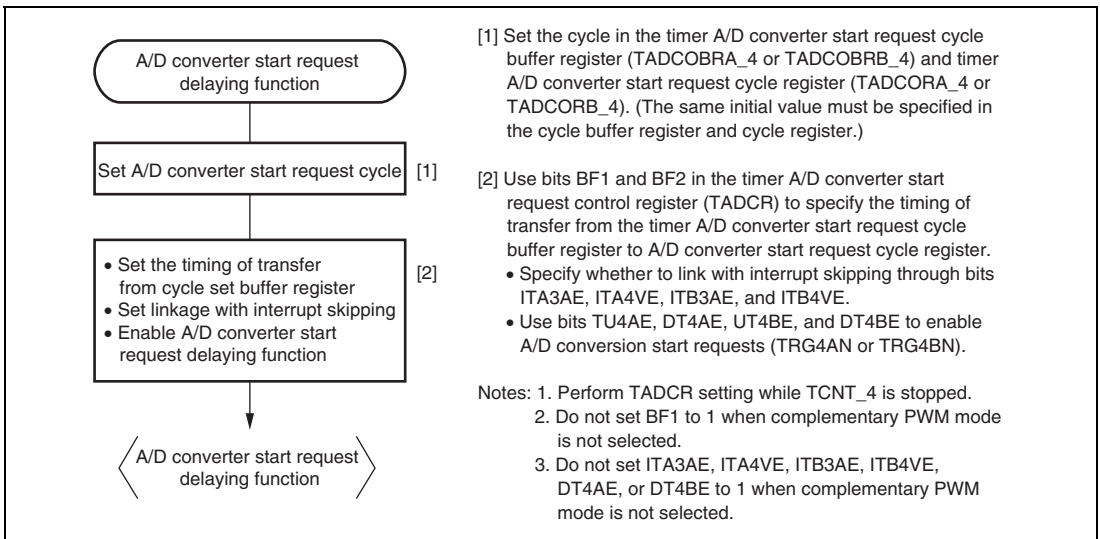 A/D converter start request
delaying function
Set A/D converter start request cycle
[1]
• Set the timing of transfer
from cycle set buffer register
• Set linkage with interrupt skipping
• Enable A/D converter start
request delaying function
[2]
A/D converter start request
delaying function
[1] Set the cycle in the timer A/D converter start request cycle
buffer register (TADCOBRA_4 or TADCOBRB_4) and timer
A/D converter start request cycle register (TADCORA_4 or
TADCORB_4). (The same initial value must be specified in
the cycle buffer register and cycle register.)
[2] Use bits BF1 and BF2 in the timer A/D converter start
request control register (TADCR) to specify the timing of
transfer from the timer A/D converter start request cycle
buffer register to A/D converter start request cycle register.
• Specify whether to link with interrupt skipping through bits
ITA3AE, ITA4VE, ITB3AE, and ITB4VE.
• Use bits TU4AE, DT4AE, UT4BE, and DT4BE to enable
A/D conversion start requests (TRG4AN or TRG4BN).
Notes: 1. Perform TADCR setting while TCNT_4 is stopped.
2. Do not set BF1 to 1 when complementary PWM mode
is not selected.
3. Do not set ITA3AE, ITA4VE, ITB3AE, ITB4VE,
DT4AE, or DT4BE to 1 when complementary PWM
mode is not selected.